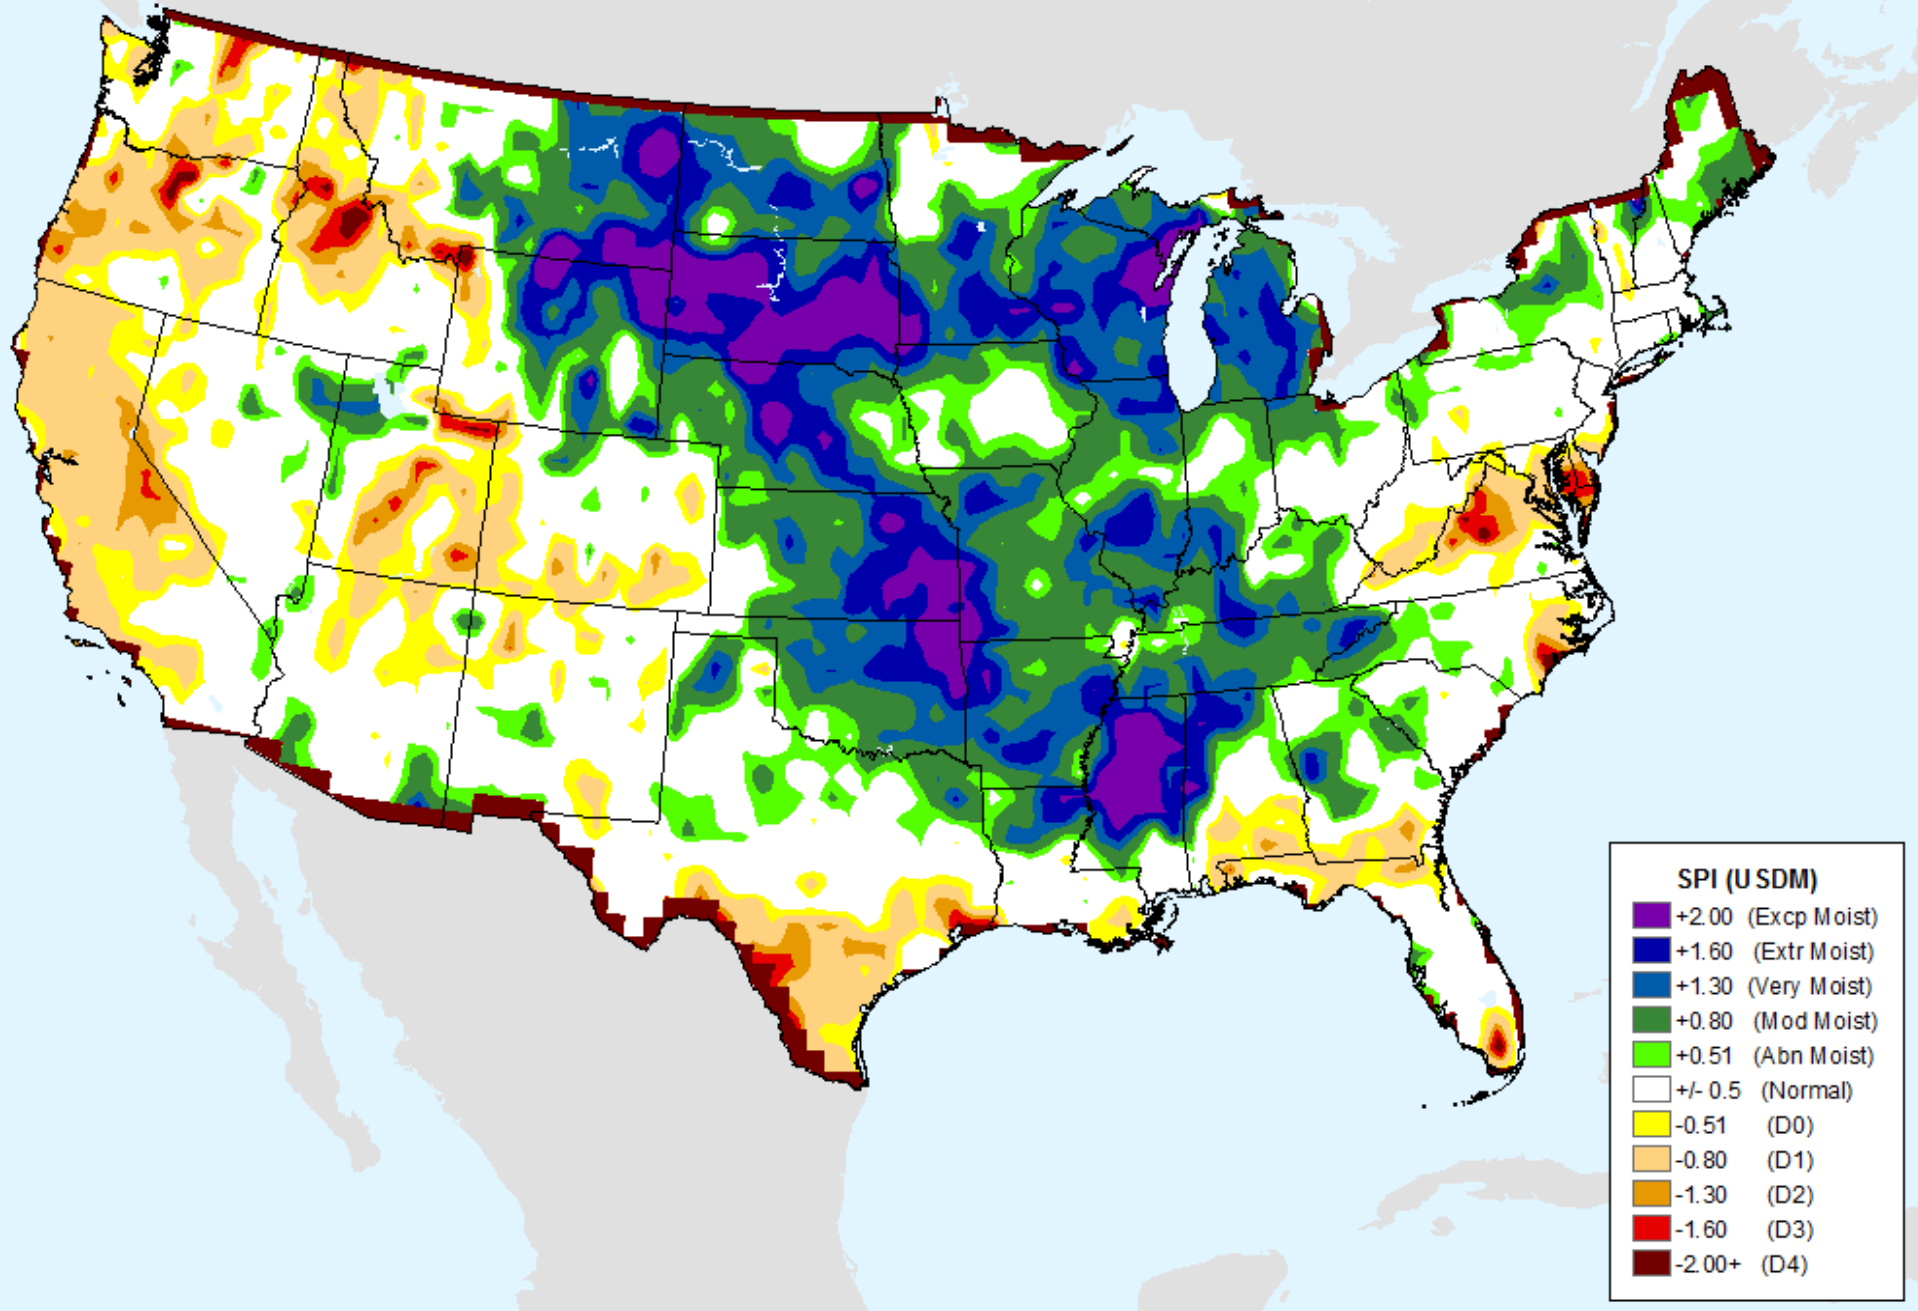 SPI (USDM)
+2.00 (Excp Moist)
+1.60 (Extr Moist)
+1.30 (Very Moist)
+0.80 (Mod Moist)
+0.51 (Abn Moist)
+/- 0.5 (Normal)
-0.51 (D0)
-0.80 (D1)
-1.30 (D2)
-1.60 (D3)
-2.00+ (D4)